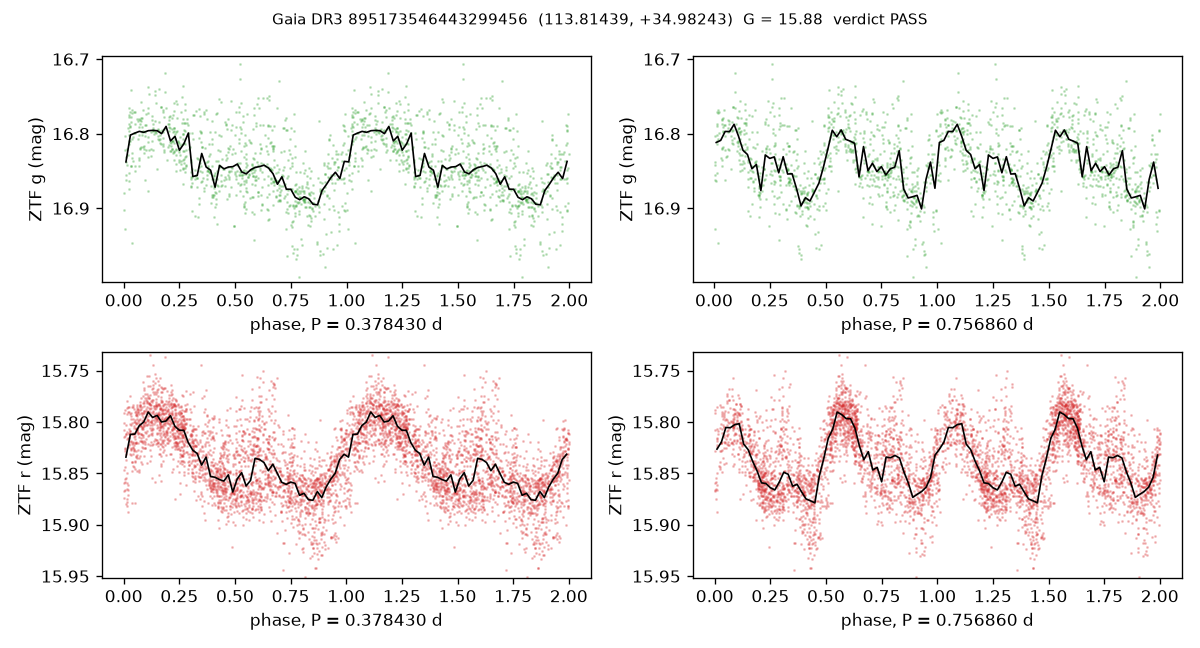 Gaia DR3 895173546443299456 (113.81439, +34.98243) G = 15.88 verdict PASS
ZTF g (mag)
16.7
16.8
16.9
0.00 0.25 0.50 0.75 1.00 1.25 1.50 1.75 2.00
phase, P = 0.378430 d
ZTF g (mag)
16.7
16.8
16.9
0.00 0.25 0.50 0.75 1.00 1.25 1.50 1.75 2.00
phase, P = 0.756860 d
ZTF r (mag)
15.75
15.80
15.85
15.90
15.95
0.00 0.25 0.50 0.75 1.00 1.25 1.50 1.75 2.00
phase, P = 0.378430 d
ZTF r (mag)
15.75
15.80
15.85
15.90
15.95
0.00 0.25 0.50 0.75 1.00 1.25 1.50 1.75 2.00
phase, P = 0.756860 d